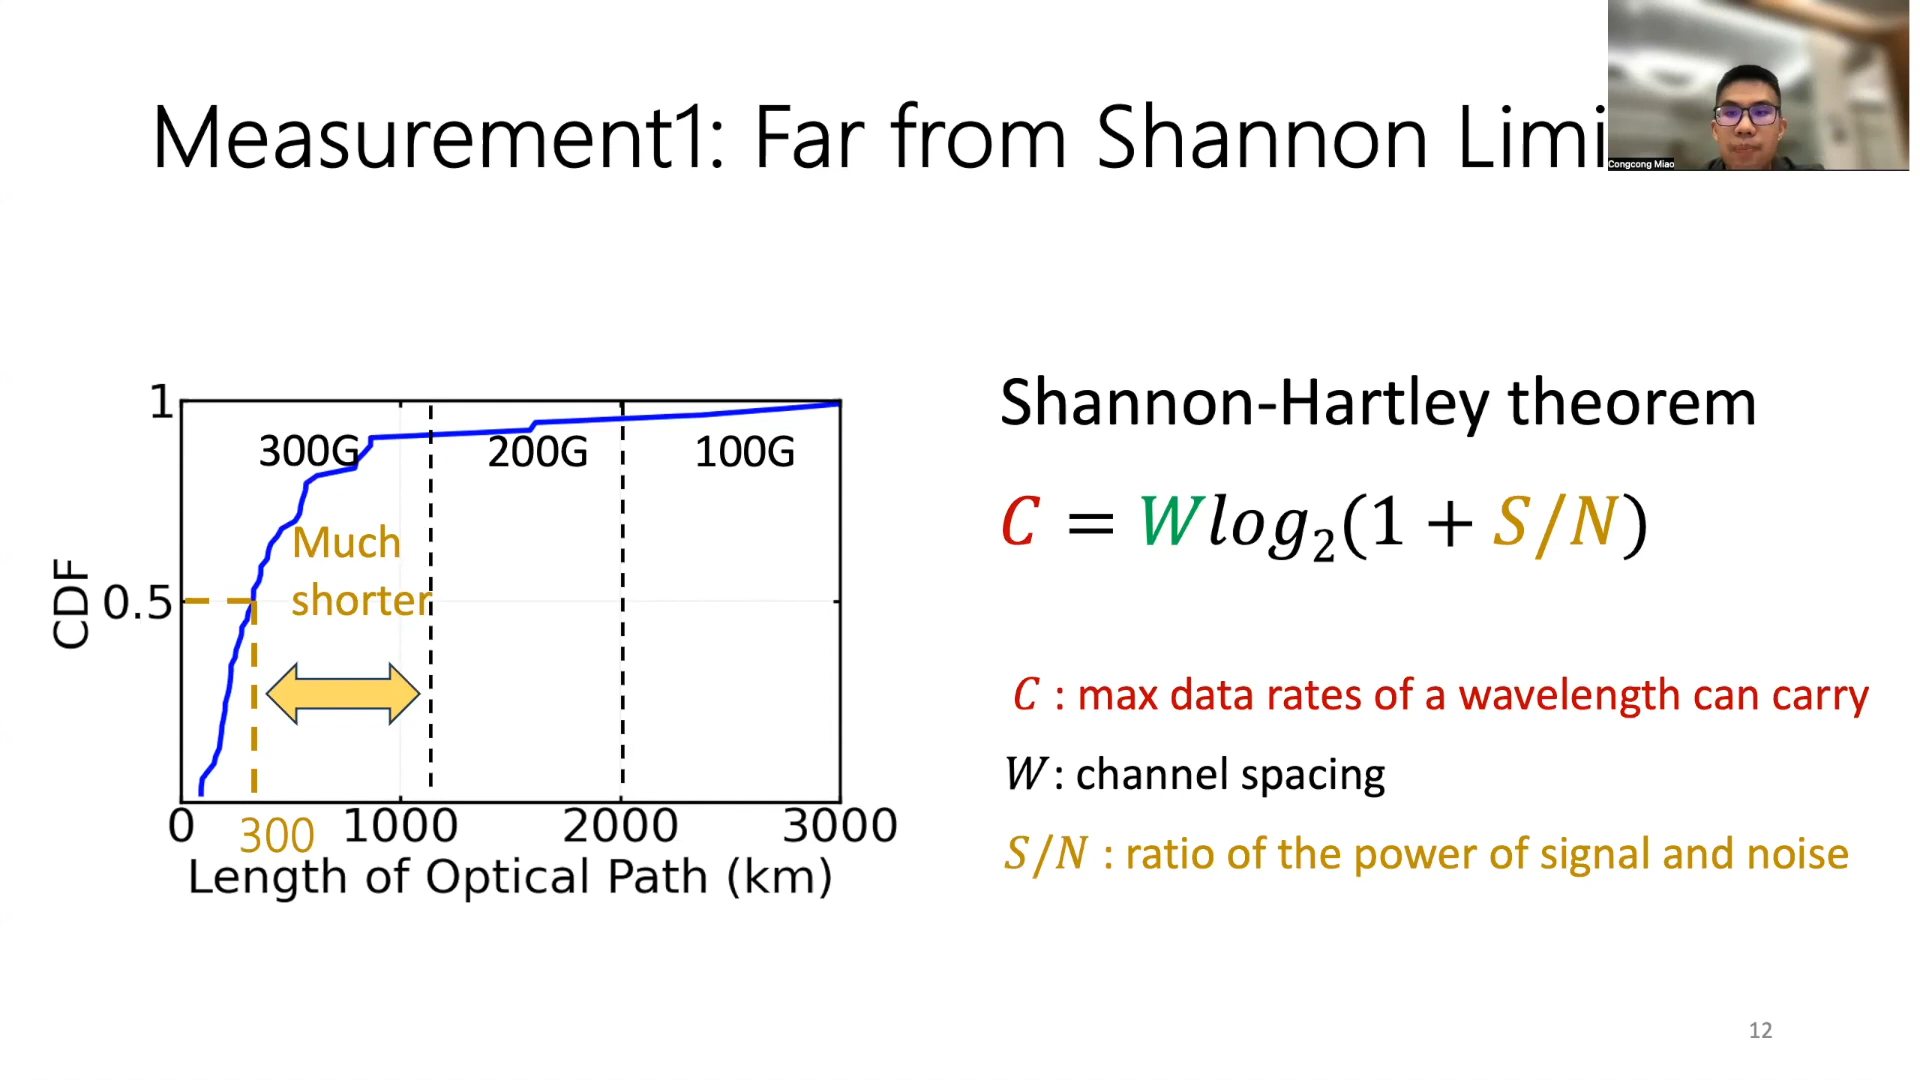 Measurement1: Far from Shannon Limi
Congcong Miao
1
300G
200G
100G
Much
shorter
CDF
0.5
0
300
1000
2000
3000
Length of Optical Path (km)
Shannon-Hartley theorem
C = Wlog₂(1 + S/N)
C : max data rates of a wavelength can carry
W: channel spacing
S/N : ratio of the power of signal and noise
12